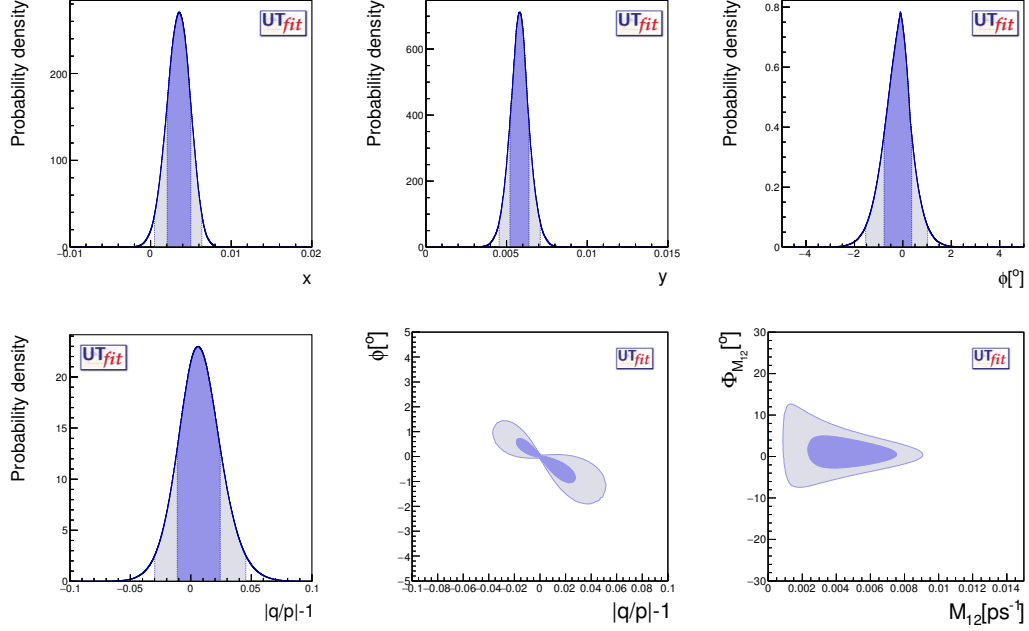 Probability density
UTfit
200
100
0
−0.01 0 0.01 0.02
x
Probability density
UTfit
600
400
200
0
0 0.005 0.01 0.015
y
Probability density
UTfit
0.8
0.6
0.4
0.2
0
−4 −2 0 2 4
ϕ[°]
Probability density
UTfit
20
15
10
5
0
−0.1 −0.05 0 0.05 0.1
|q/p|-1
ϕ[°]
UTfit
5
4
3
2
1
0
−1
−2
−3
−4
−5
−0.1 −0.08 −0.06 −0.04 −0.02 0 0.02 0.04 0.06 0.08 0.1
|q/p|-1
Φ_M₁₂[°]
UTfit
30
20
10
0
−10
−20
−30
0 0.002 0.004 0.006 0.008 0.01 0.012 0.014
M₁₂[ps⁻¹]